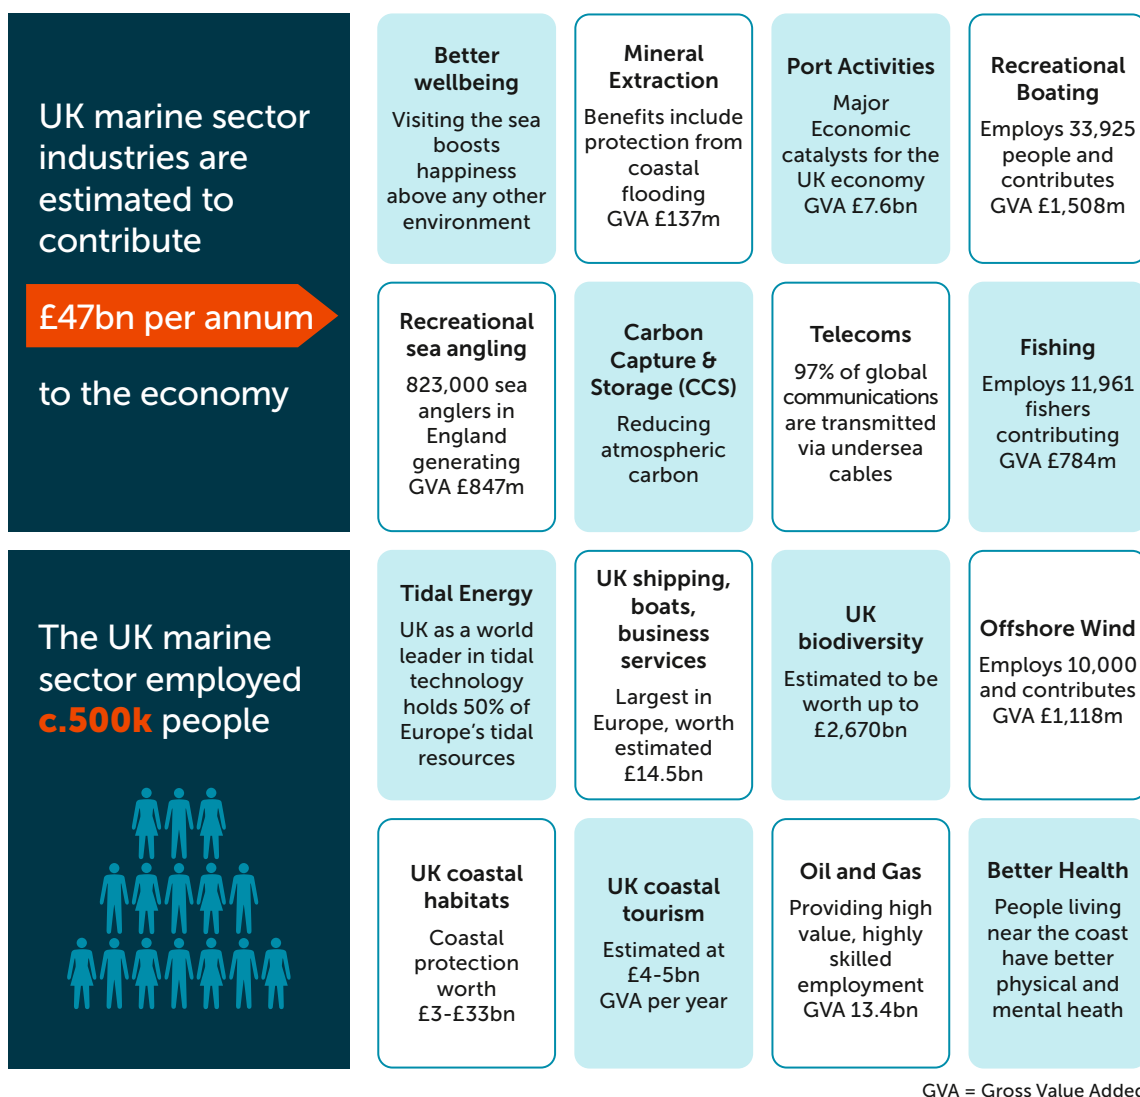 UK marine sector
industries are
estimated to
contribute
£47bn per annum
to the economy
Better
wellbeing
Visiting the sea
boosts
happiness
above any other
environment
Mineral
Extraction
Benefits include
protection from
coastal
flooding
GVA £137m
Port Activities
Major
Economic
catalysts for the
UK economy
GVA £7.6bn
Recreational
Boating
Employs 33,925
people and
contributes
GVA £1,508m
Recreational
sea angling
823,000 sea
anglers in
England
generating
GVA £847m
Carbon
Capture &
Storage (CCS)
Reducing
atmospheric
carbon
Telecoms
97% of global
communications
are transmitted
via undersea
cables
Fishing
Employs 11,961
fishers
contributing
GVA £784m
The UK marine
sector employed
c.500k people
Tidal Energy
UK as a world
leader in tidal
technology
holds 50% of
Europe’s tidal
resources
UK shipping,
boats,
business
services
Largest in
Europe, worth
estimated
£14.5bn
UK
biodiversity
Estimated to be
worth up to
£2,670bn
Offshore Wind
Employs 10,000
and contributes
GVA £1,118m
UK coastal
habitats
Coastal
protection
worth
£3-£33bn
UK coastal
tourism
Estimated at
£4-5bn
GVA per year
Oil and Gas
Providing high
value, highly
skilled
employment
GVA 13.4bn
Better Health
People living
near the coast
have better
physical and
mental heath
GVA = Gross Value Added